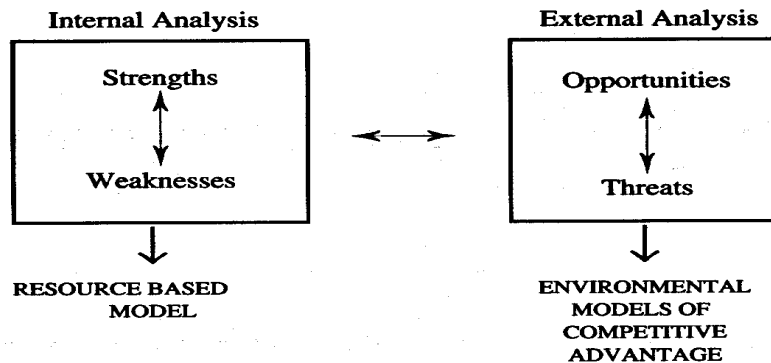 Internal Analysis
Strengths
Weaknesses
RESOURCE BASED
MODEL
External Analysis
Opportunities
Threats
ENVIRONMENTAL
MODELS OF
COMPETITIVE
ADVANTAGE